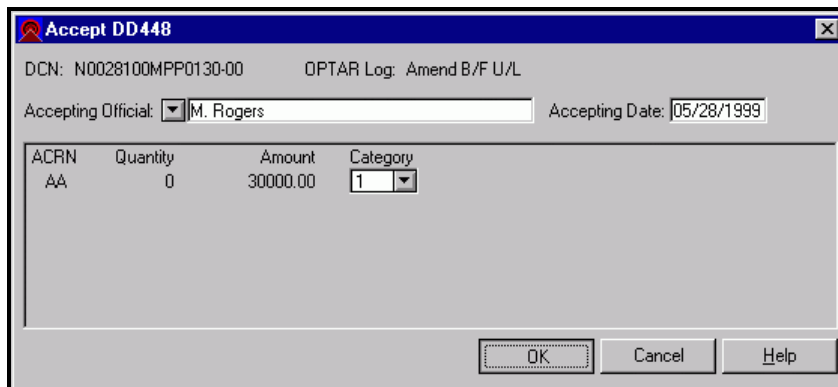 Accept DD448
DCN: N0028100MPP0130-00 OPTAR Log: Amend B/F U/L
Accepting Official: M. Rogers Accepting Date: 05/28/1999
ACRN Quantity Amount Category
AA 0 30000.00 1
OK Cancel Help